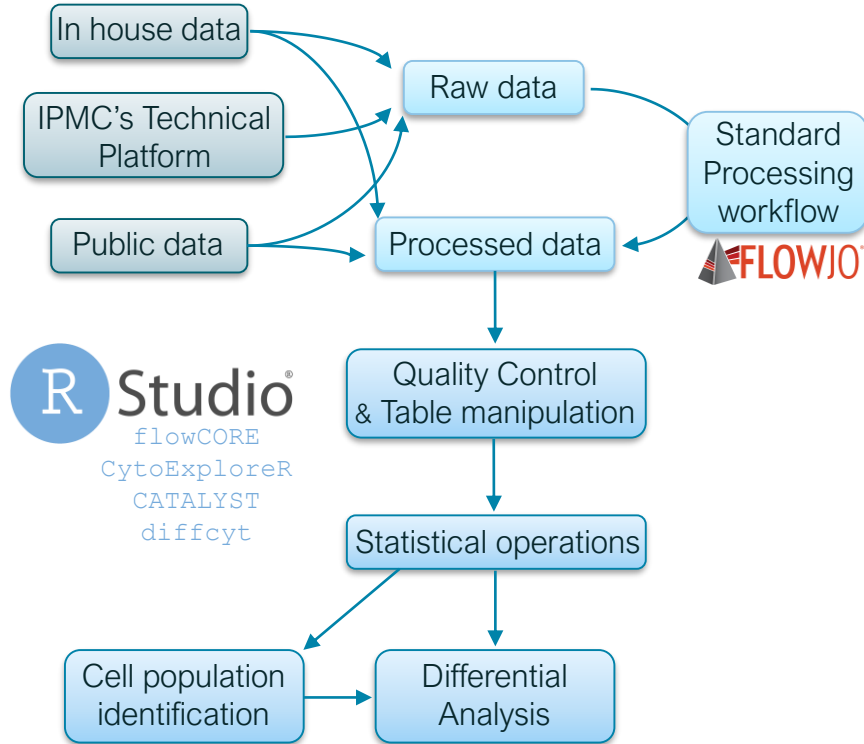 In house data
IPMC's Technical
Platform
Public data
Raw data
Standard
Processing
workflow
FLOWJO
Processed data
Quality Control
& Table manipulation
R Studio®
flowCORE
CytoExploreR
CATALYST
diffcyt
Statistical operations
Cell population
identification
Differential
Analysis